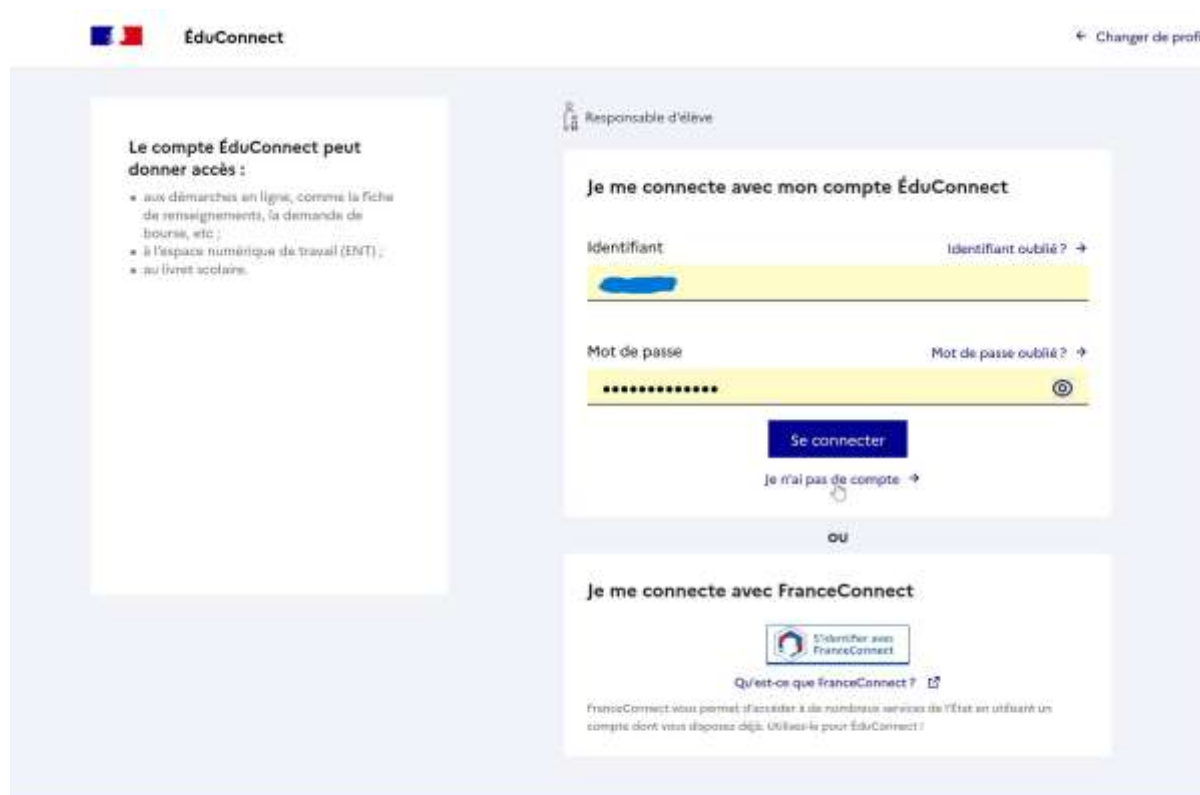 ÉduConnect
← Changer de profi
Le compte ÉduConnect peut
donner accès :
• aux démarches en ligne, comme la fiche
de renseignements, la demande de
bourse, etc ;
• à l'espace numérique de travail (ENT) ;
• au livret scolaire.
Responsable d'élève
Je me connecte avec mon compte ÉduConnect
Identifiant
Identifiant oublié ? →
Mot de passe
Mot de passe oublié ? →
•••••••••••••
Se connecter
Je n'ai pas de compte →
ou
Je me connecte avec FranceConnect
S'identifier avec
FranceConnect
Qu'est-ce que FranceConnect ?
FranceConnect vous permet d'accéder à de nombreux services de l'État en utilisant un
compte dont vous disposez déjà. Utilisez-le pour ÉduConnect !